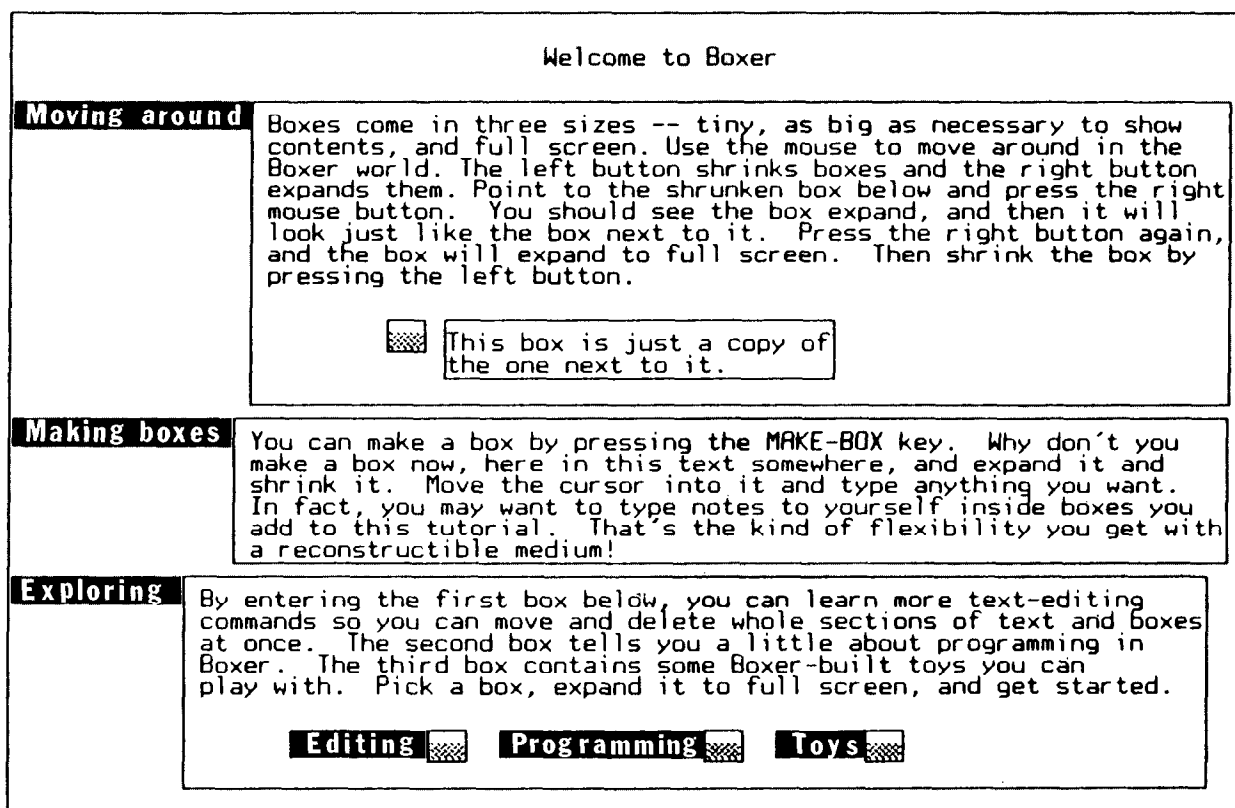 Welcome to Boxer
Moving around
Boxes come in three sizes -- tiny, as big as necessary to show
contents, and full screen. Use the mouse to move around in the
Boxer world. The left button shrinks boxes and the right button
expands them. Point to the shrunken box below and press the right
mouse button. You should see the box expand, and then it will
look just like the box next to it. Press the right button again,
and the box will expand to full screen. Then shrink the box by
pressing the left button.
This box is just a copy of
the one next to it.
Making boxes
You can make a box by pressing the MAKE-BOX key. Why don't you
make a box now, here in this text somewhere, and expand it and
shrink it. Move the cursor into it and type anything you want.
In fact, you may want to type notes to yourself inside boxes you
add to this tutorial. That's the kind of flexibility you get with
a reconstructible medium!
Exploring
By entering the first box below, you can learn more text-editing
commands so you can move and delete whole sections of text and boxes
at once. The second box tells you a little about programming in
Boxer. The third box contains some Boxer-built toys you can
play with. Pick a box, expand it to full screen, and get started.
Editing Programming Toys